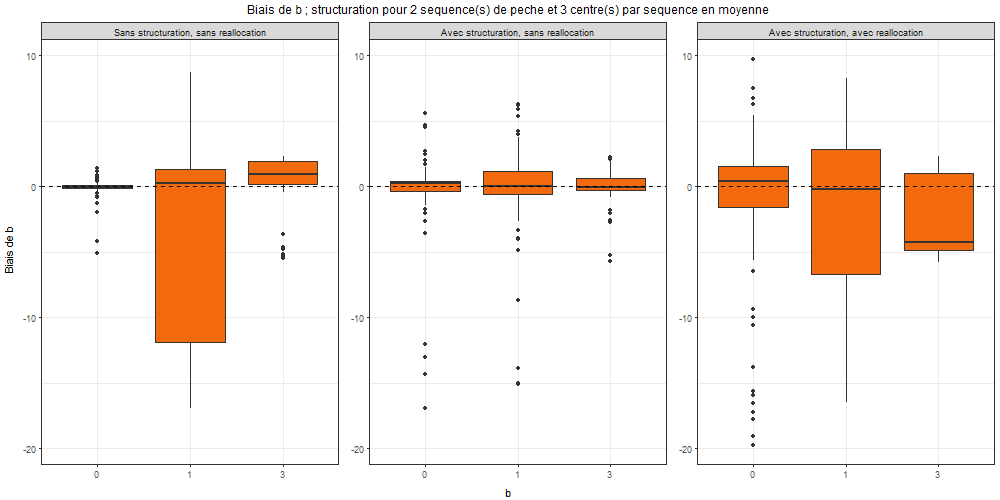 Biais de b ; structuration pour 2 sequence(s) de peche et 3 centre(s) par sequence en moyenne
Sans structuration, sans reallocation
Avec structuration, sans reallocation
Avec structuration, avec reallocation
Biais de b
10
0
-10
-20
10
0
-10
-20
10
0
-10
-20
0 1 3
0 1 3
0 1 3
b